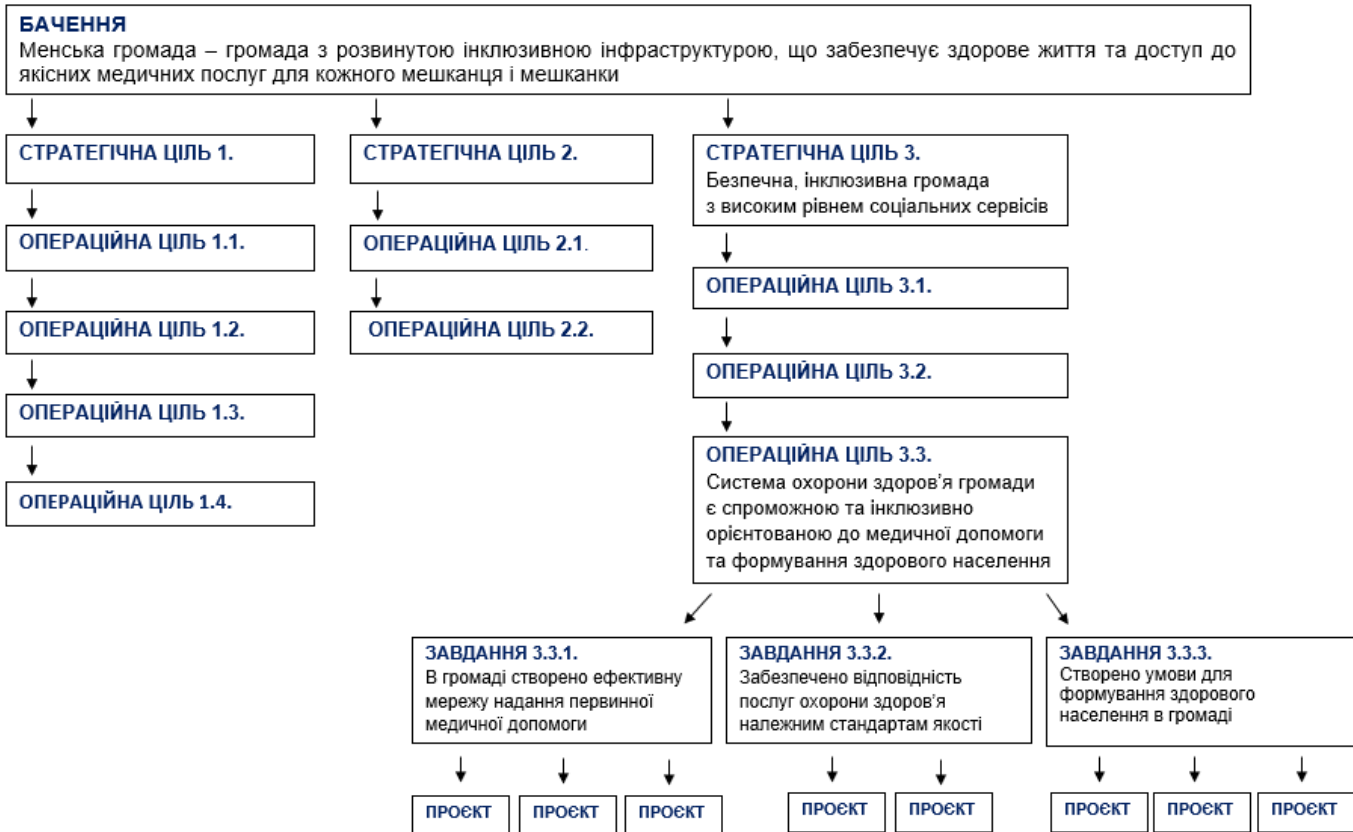 БАЧЕННЯ
Менська громада – громада з розвинутою інклюзивною інфраструктурою, що забезпечує здорове життя та доступ до
якісних медичних послуг для кожного мешканця і мешканки
СТРАТЕГІЧНА ЦІЛЬ 1.
ОПЕРАЦІЙНА ЦІЛЬ 1.1.
ОПЕРАЦІЙНА ЦІЛЬ 1.2.
ОПЕРАЦІЙНА ЦІЛЬ 1.3.
ОПЕРАЦІЙНА ЦІЛЬ 1.4.
СТРАТЕГІЧНА ЦІЛЬ 2.
ОПЕРАЦІЙНА ЦІЛЬ 2.1.
ОПЕРАЦІЙНА ЦІЛЬ 2.2.
СТРАТЕГІЧНА ЦІЛЬ 3.
Безпечна, інклюзивна громада
з високим рівнем соціальних сервісів
ОПЕРАЦІЙНА ЦІЛЬ 3.1.
ОПЕРАЦІЙНА ЦІЛЬ 3.2.
ОПЕРАЦІЙНА ЦІЛЬ 3.3.
Система охорони здоров’я громади
є спроможною та інклюзивно
орієнтованою до медичної допомоги
та формування здорового населення
ЗАВДАННЯ 3.3.1.
В громаді створено ефективну
мережу надання первинної
медичної допомоги
ПРОЄКТ
ПРОЄКТ
ПРОЄКТ
ЗАВДАННЯ 3.3.2.
Забезпечено відповідність
послуг охорони здоров’я
належним стандартам якості
ПРОЄКТ
ПРОЄКТ
ЗАВДАННЯ 3.3.3.
Створено умови для
формування здорового
населення в громаді
ПРОЄКТ
ПРОЄКТ
ПРОЄКТ